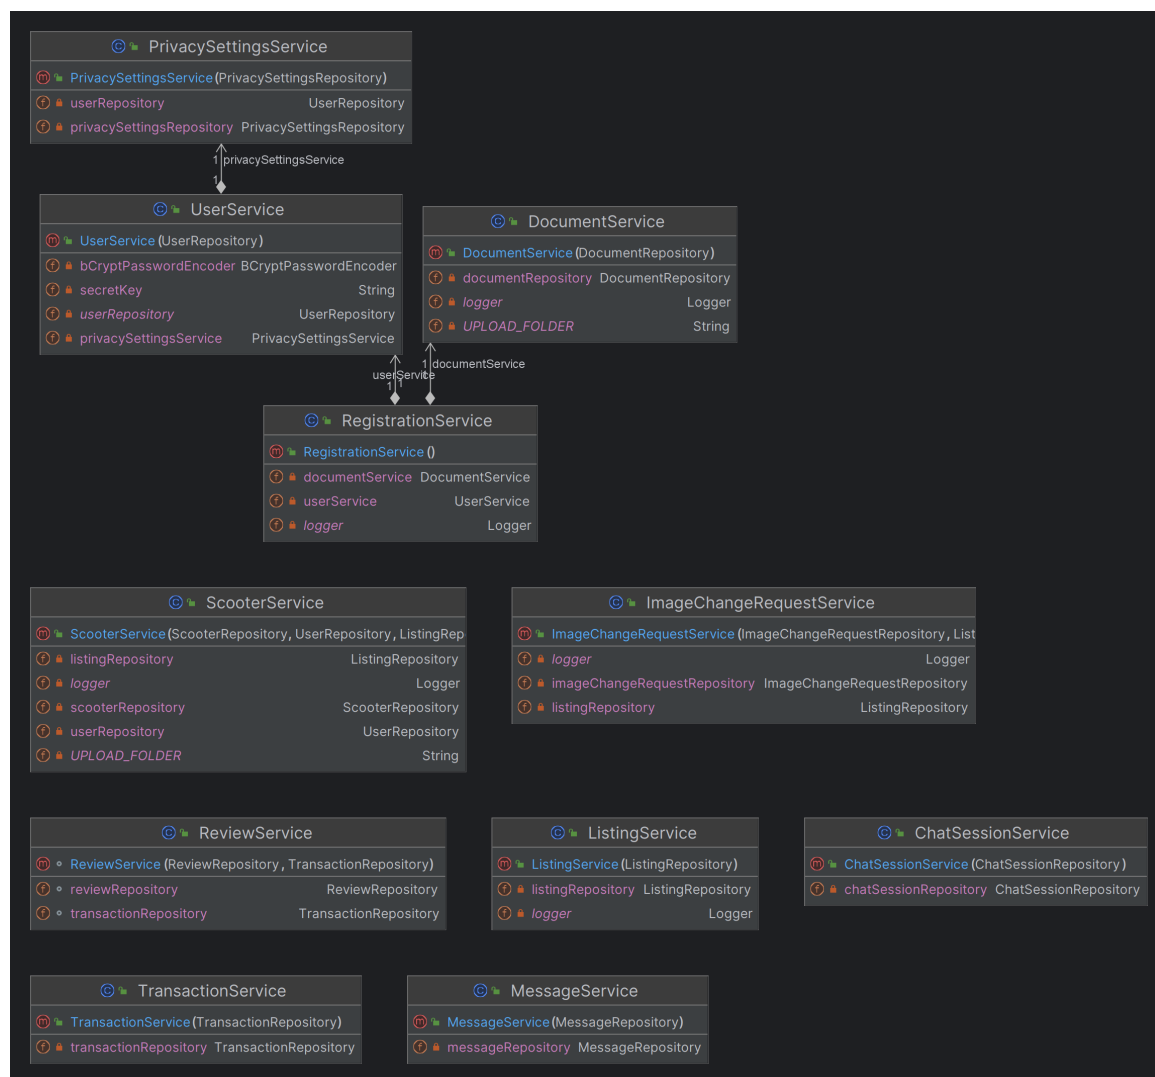 PrivacySettingsService
PrivacySettingsService(PrivacySettingsRepository)
userRepository UserRepository
privacySettingsRepository PrivacySettingsRepository
1 privacySettingsService
1
UserService
UserService(UserRepository)
bCryptPasswordEncoder BCryptPasswordEncoder
secretKey String
userRepository UserRepository
privacySettingsService PrivacySettingsService
DocumentService
DocumentService(DocumentRepository)
documentRepository DocumentRepository
logger Logger
UPLOAD_FOLDER String
1 documentService
userService
1 1
RegistrationService
RegistrationService()
documentService DocumentService
userService UserService
logger Logger
ScooterService
ScooterService(ScooterRepository, UserRepository, ListingRep
listingRepository ListingRepository
logger Logger
scooterRepository ScooterRepository
userRepository UserRepository
UPLOAD_FOLDER String
ImageChangeRequestService
ImageChangeRequestService(ImageChangeRequestRepository, List
logger Logger
imageChangeRequestRepository ImageChangeRequestRepository
listingRepository ListingRepository
ReviewService
ReviewService(ReviewRepository, TransactionRepository)
reviewRepository ReviewRepository
transactionRepository TransactionRepository
ListingService
ListingService(ListingRepository)
listingRepository ListingRepository
logger Logger
ChatSessionService
ChatSessionService(ChatSessionRepository)
chatSessionRepository ChatSessionRepository
TransactionService
TransactionService(TransactionRepository)
transactionRepository TransactionRepository
MessageService
MessageService(MessageRepository)
messageRepository MessageRepository